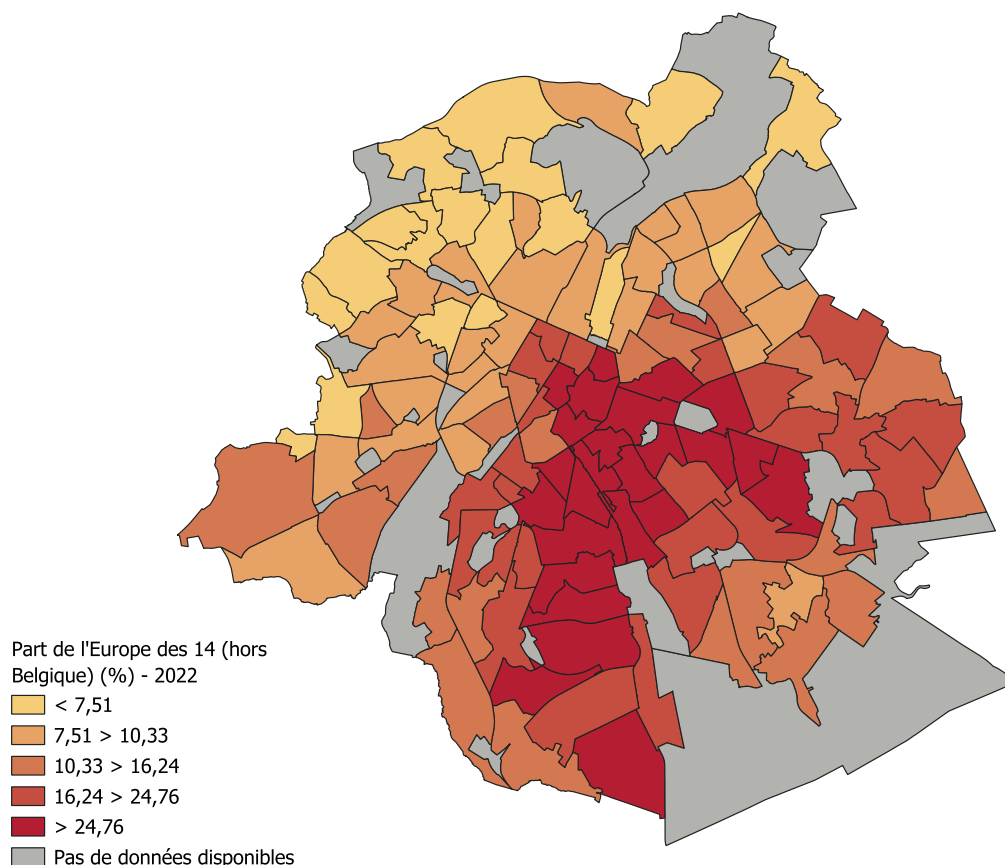 Part de l'Europe des 14 (hors
Belgique) (%) - 2022
< 7,51
7,51 > 10,33
10,33 > 16,24
16,24 > 24,76
> 24,76
Pas de données disponibles